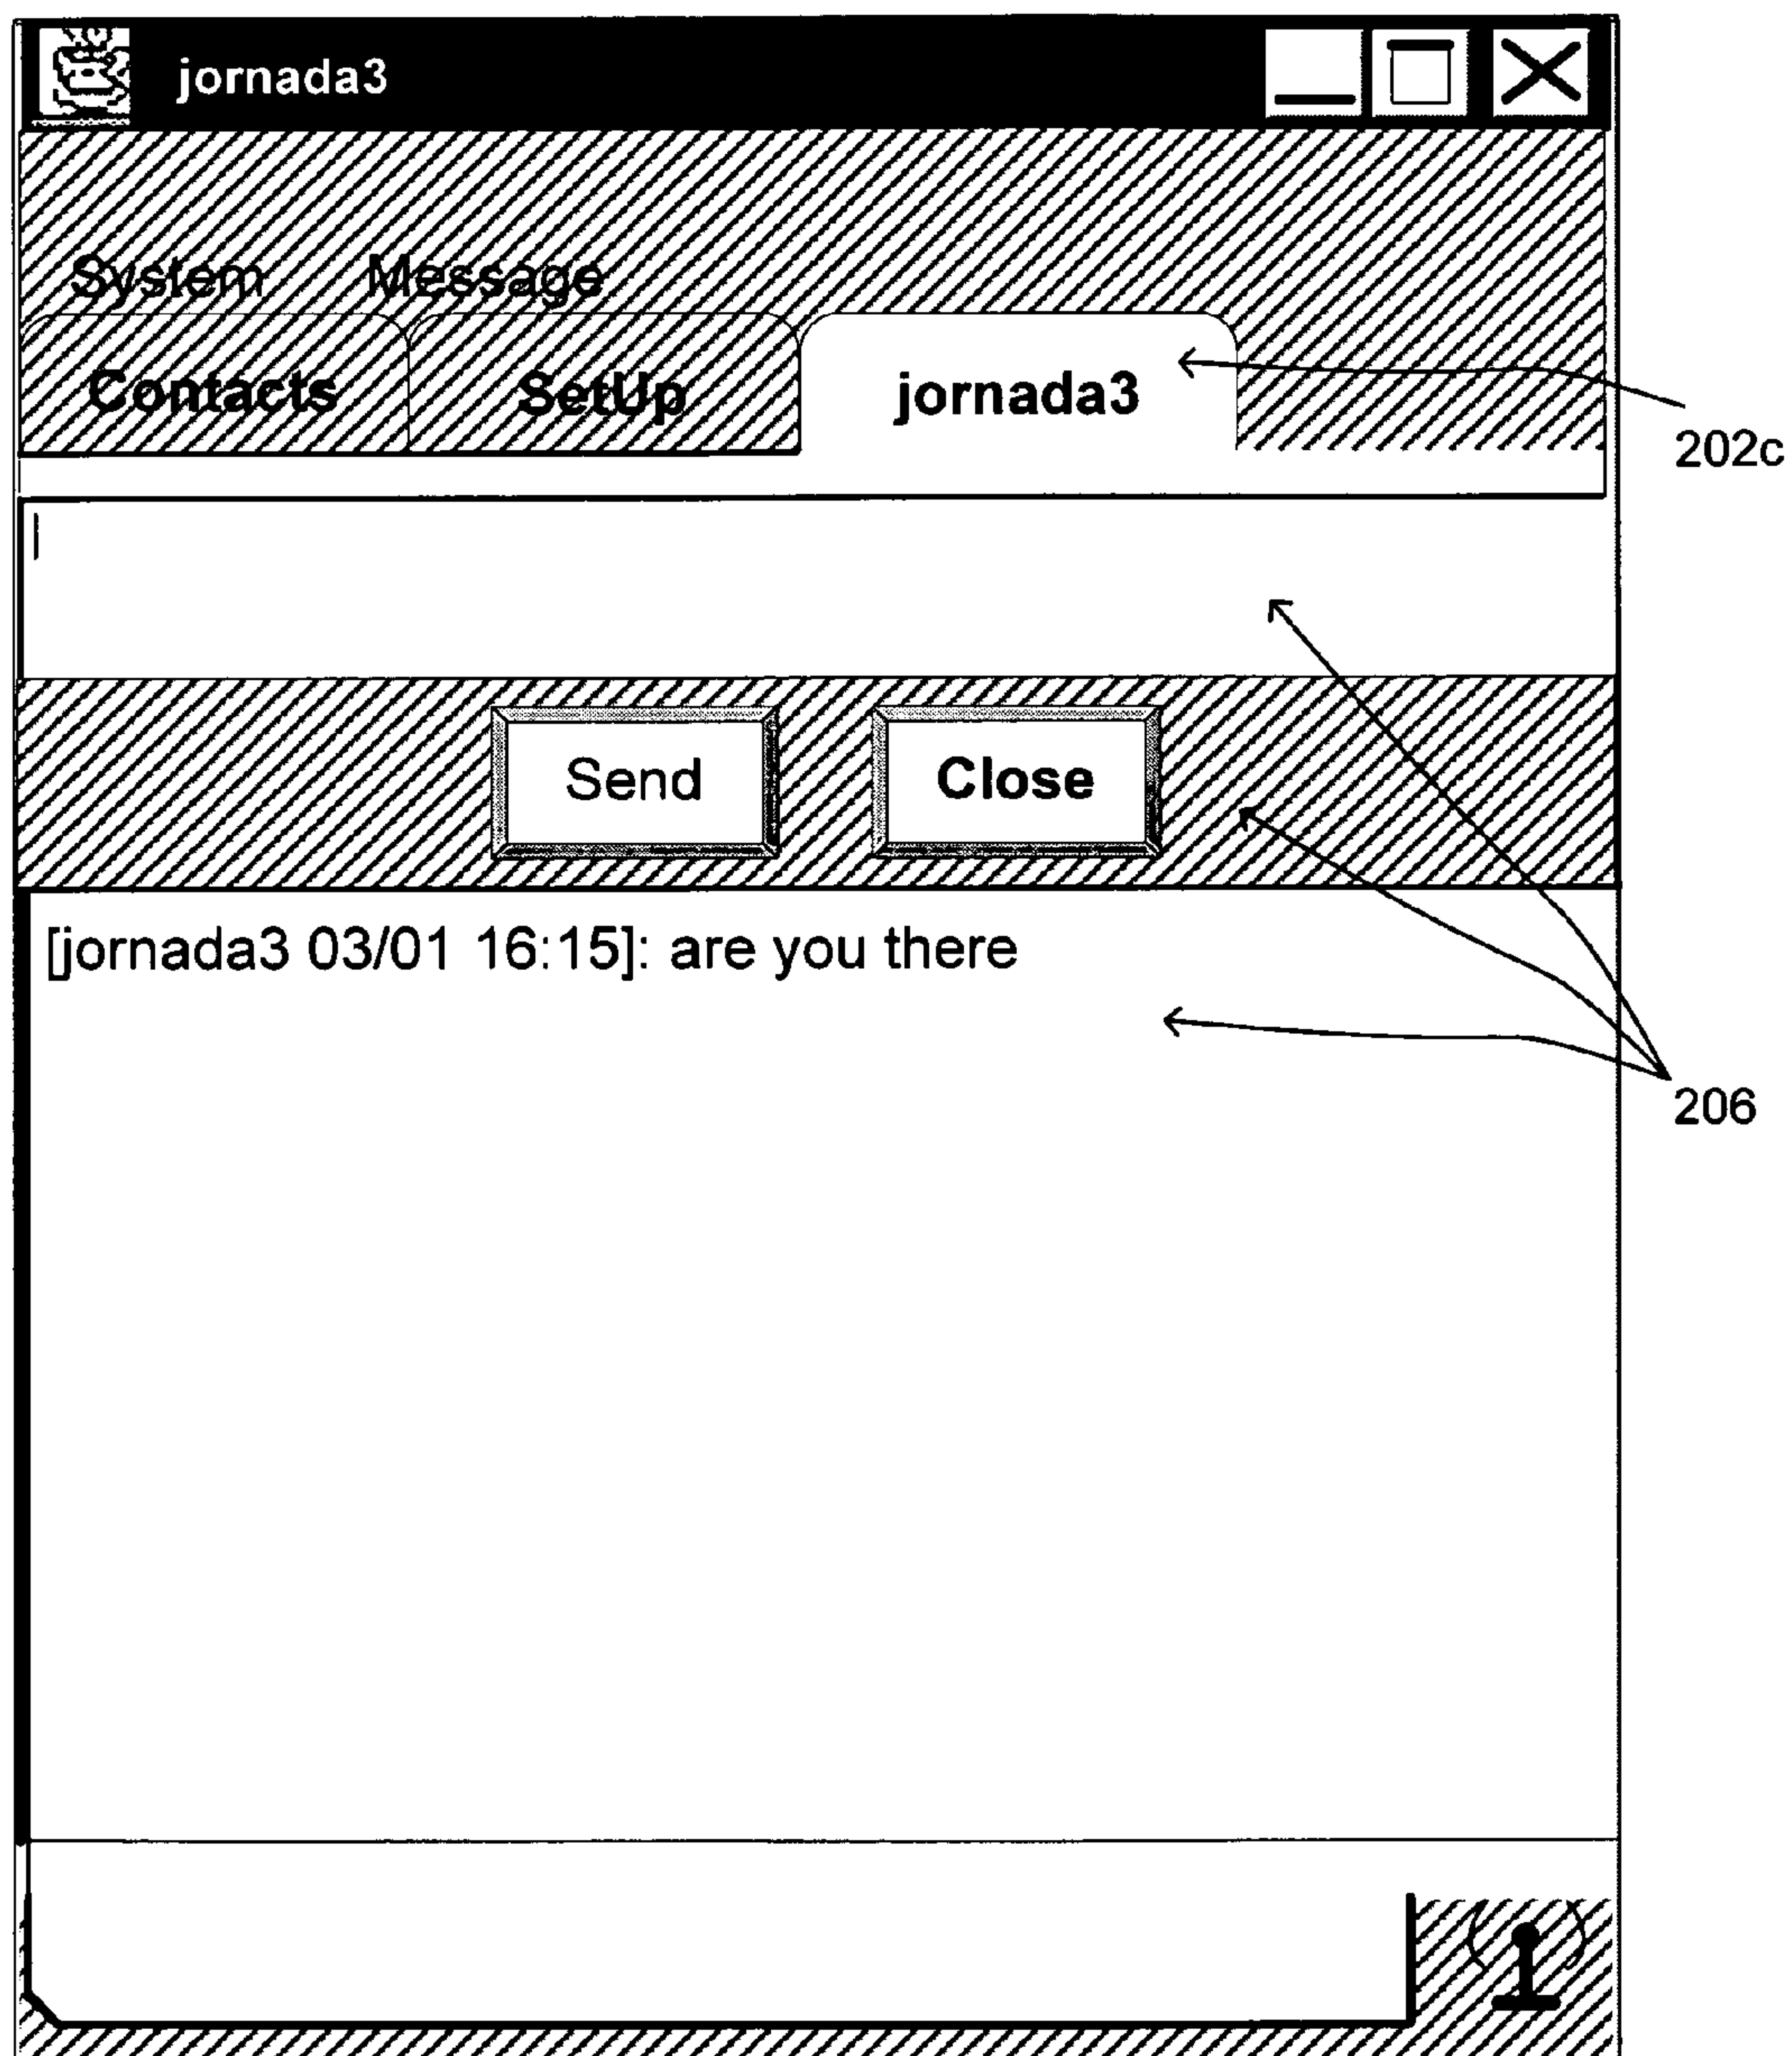 jornada3
System Message
Contacts SetUp jornada3
202c
Send Close
[jornada3 03/01 16:15]: are you there
206